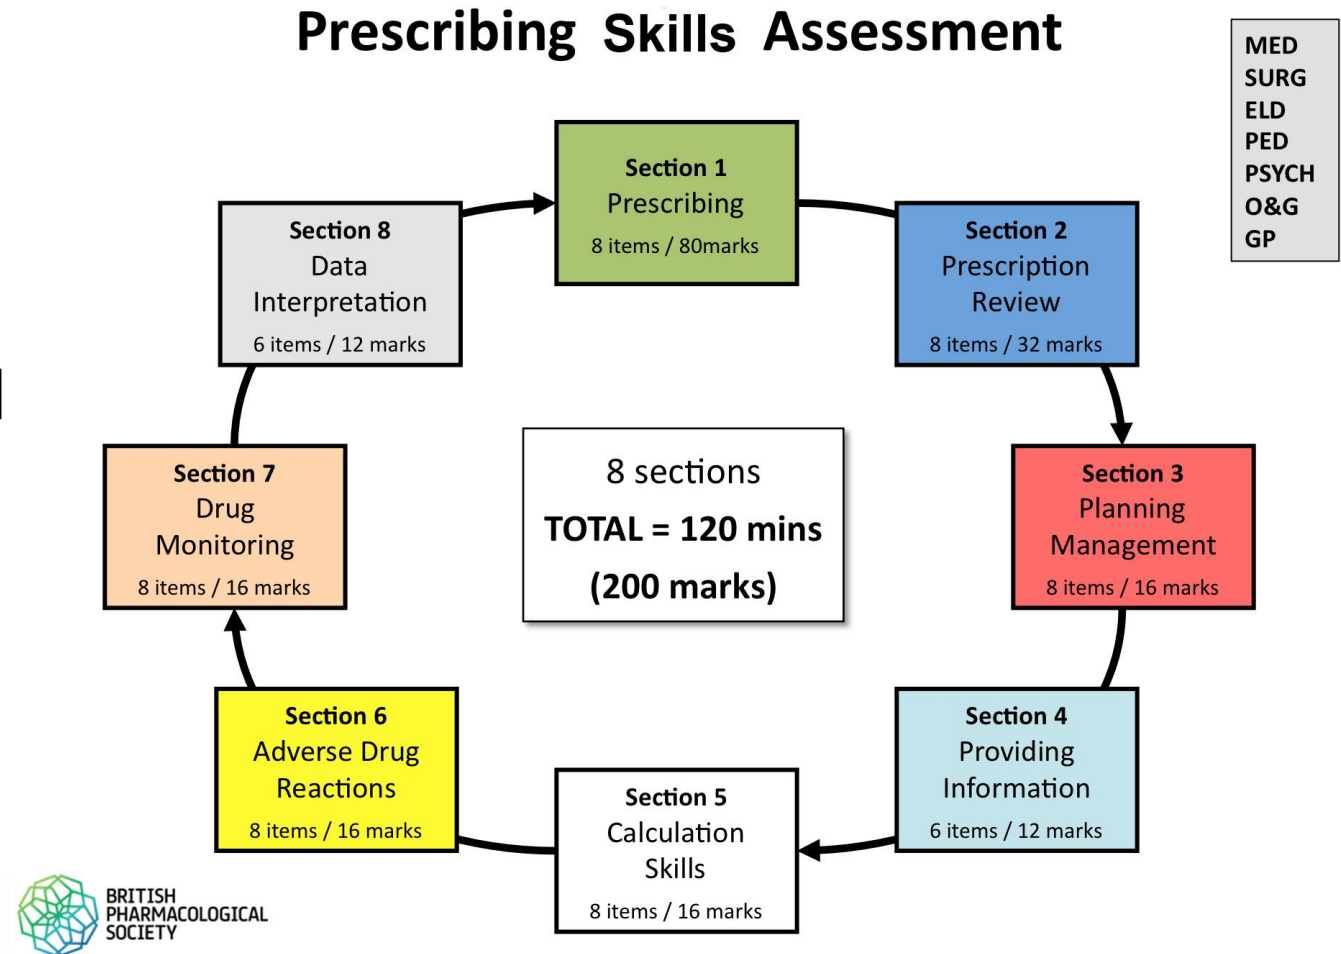 Prescribing Skills Assessment
MED
SURG
ELD
PED
PSYCH
O&G
GP
Section 1
Prescribing
8 items / 80marks
Section 2
Prescription
Review
8 items / 32 marks
Section 3
Planning
Management
8 items / 16 marks
Section 4
Providing
Information
6 items / 12 marks
Section 5
Calculation
Skills
8 items / 16 marks
Section 6
Adverse Drug
Reactions
8 items / 16 marks
Section 7
Drug
Monitoring
8 items / 16 marks
Section 8
Data
Interpretation
6 items / 12 marks
8 sections
TOTAL = 120 mins
(200 marks)
BRITISH
PHARMACOLOGICAL
SOCIETY